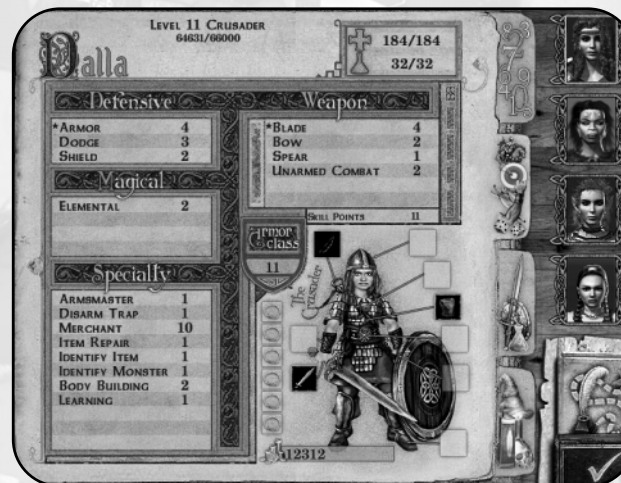 Dalla
LEVEL 11 CRUSADER
64631/66000
184/184
32/32
Defensive
*ARMOR 4
DODGE 3
SHIELD 2
Magical
ELEMENTAL 2
Specialty
ARMSMASTER 1
DISARM TRAP 1
MERCHANT 10
ITEM REPAIR 1
IDENTIFY ITEM 1
IDENTIFY MONSTER 1
BODY BUILDING 2
LEARNING 1
Weapon
*BLADE 4
BOW 2
SPEAR 1
UNARMED COMBAT 2
SKILL POINTS 11
Armor
class
11
The Crusader
12312